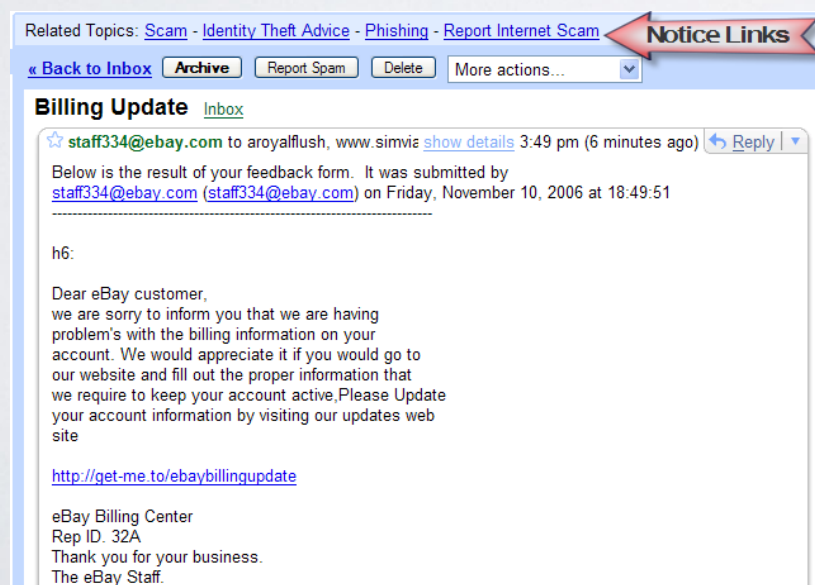 Related Topics: Scam - Identity Theft Advice - Phishing - Report Internet Scam Notice Links
« Back to Inbox Archive Report Spam Delete More actions...
Billing Update Inbox
staff334@ebay.com to aroyalflush, www.simvia show details 3:49 pm (6 minutes ago) Reply
Below is the result of your feedback form. It was submitted by
staff334@ebay.com (staff334@ebay.com) on Friday, November 10, 2006 at 18:49:51
---------------------------------------------------------------------------
h6:
Dear eBay customer,
we are sorry to inform you that we are having
problem's with the billing information on your
account. We would appreciate it if you would go to
our website and fill out the proper information that
we require to keep your account active,Please Update
your account information by visiting our updates web
site
http://get-me.to/ebaybillingupdate
eBay Billing Center
Rep ID. 32A
Thank you for your business.
The eBay Staff.